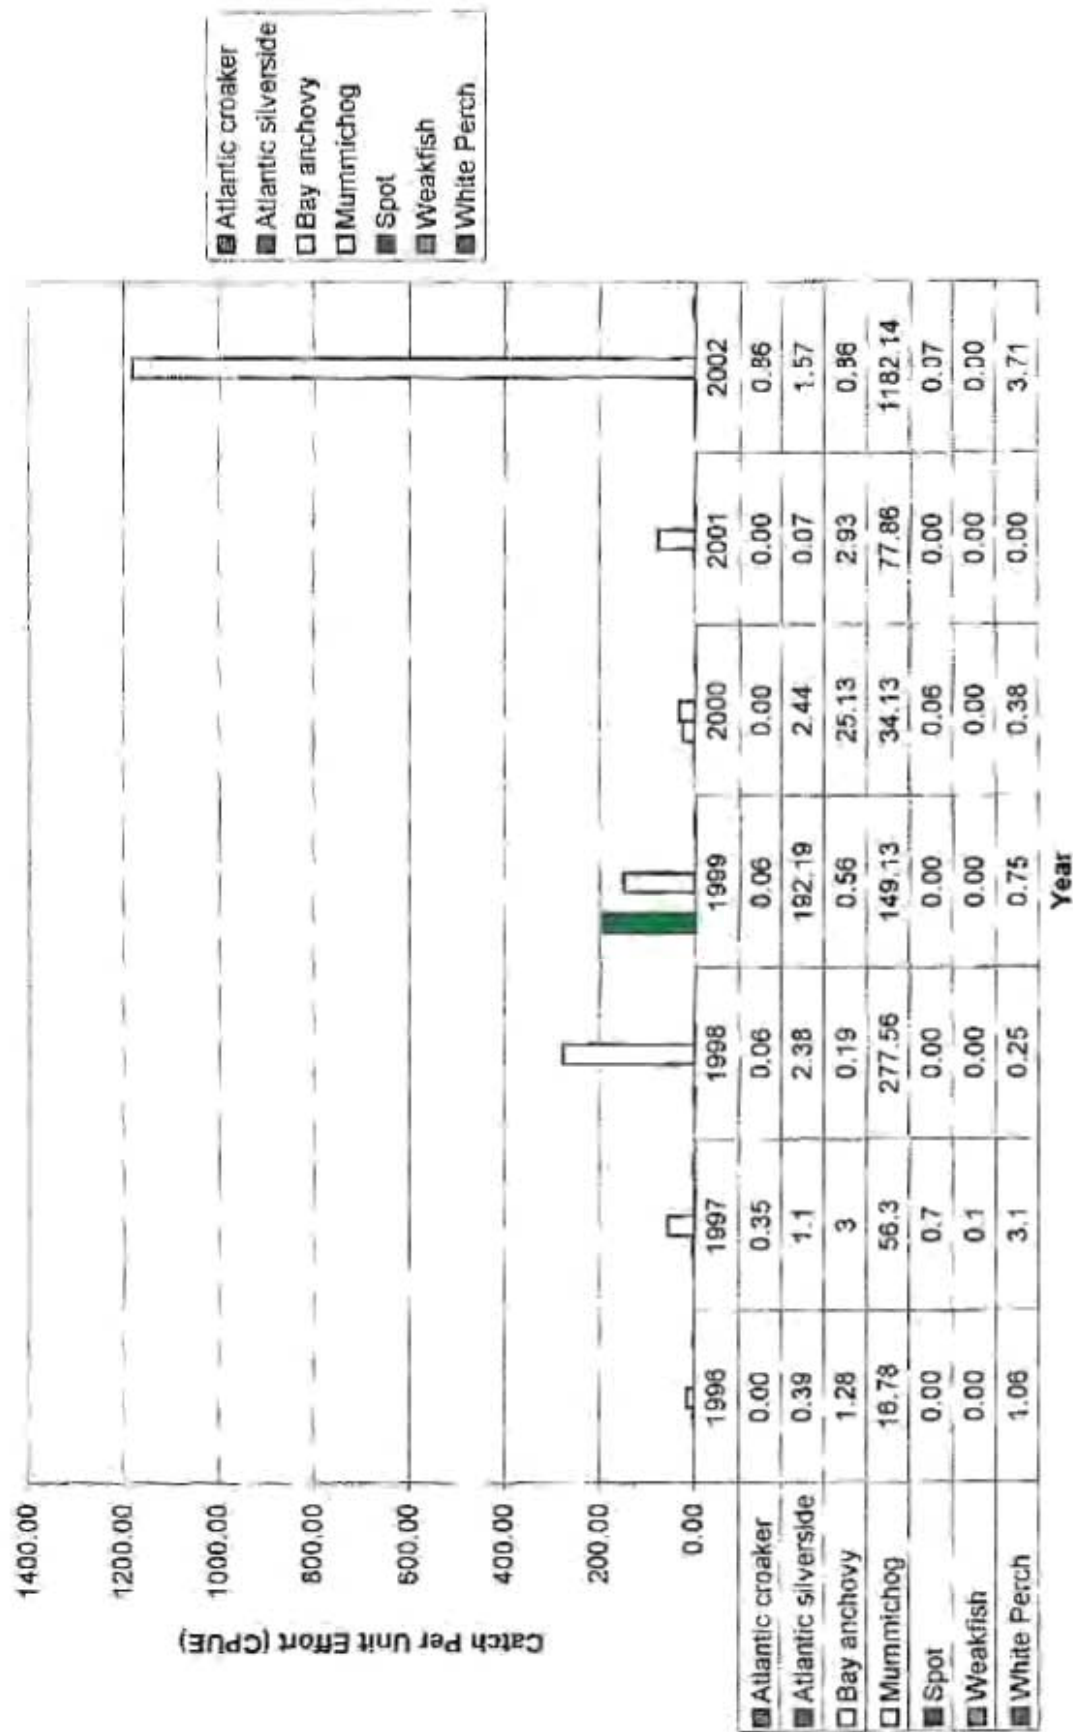 1400.00
1200.00
1000.00
800.00
600.00
400.00
200.00
0.00
Catch Per Unit Effort (CPUE)
Atlantic croaker
Atlantic silverside
Bay anchovy
Mummichog
Spot
Weakfish
White Perch
1996 1997 1998 1999 2000 2001 2002
Atlantic croaker 0.00 0.35 0.06 0.06 0.00 0.00 0.86
Atlantic silverside 0.39 1.1 2.38 192.19 2.44 0.07 1.57
Bay anchovy 1.28 3 0.19 0.56 25.13 2.93 0.86
Mummichog 16.78 56.3 277.56 149.13 34.13 77.86 1182.14
Spot 0.00 0.7 0.00 0.00 0.06 0.00 0.07
Weakfish 0.00 0.1 0.00 0.00 0.00 0.00 0.00
White Perch 1.06 3.1 0.25 0.75 0.38 0.00 3.71
Year